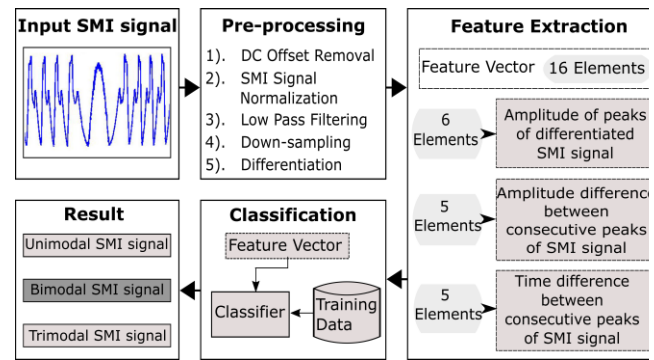 Input SMI signal
Pre-processing
1). DC Offset Removal
2). SMI Signal
Normalization
3). Low Pass Filtering
4). Down-sampling
5). Differentiation
Feature Extraction
Feature Vector 16 Elements
6
Elements
Amplitude of peaks
of differentiated
SMI signal
5
Elements
Amplitude difference
between
consecutive peaks
of SMI signal
5
Elements
Time difference
between
consecutive peaks
of SMI signal
Classification
Feature Vector
Classifier
Training
Data
Result
Unimodal SMI signal
Bimodal SMI signal
Trimodal SMI signal